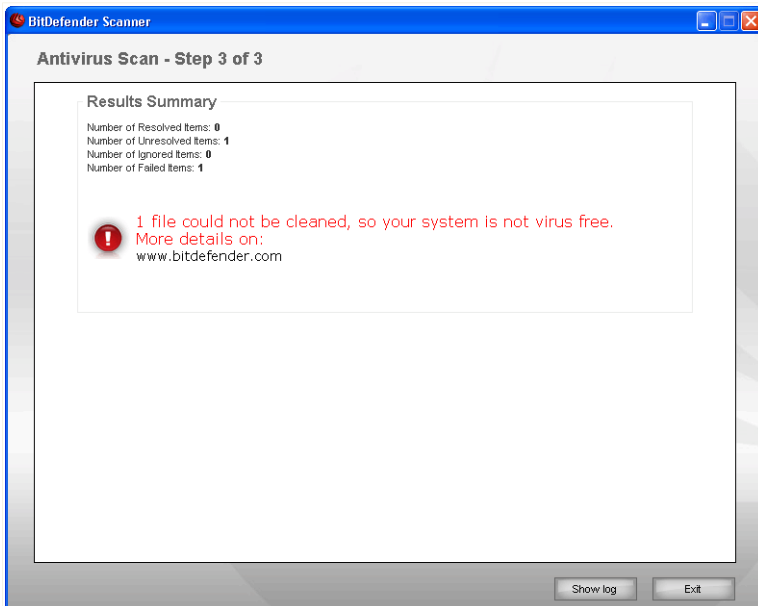 BitDefender Scanner
Antivirus Scan - Step 3 of 3
Results Summary
Number of Resolved Items: 0
Number of Unresolved Items: 1
Number of Ignored Items: 0
Number of Failed Items: 1
1 file could not be cleaned, so your system is not virus free.
More details on:
www.bitdefender.com
Show log
Exit